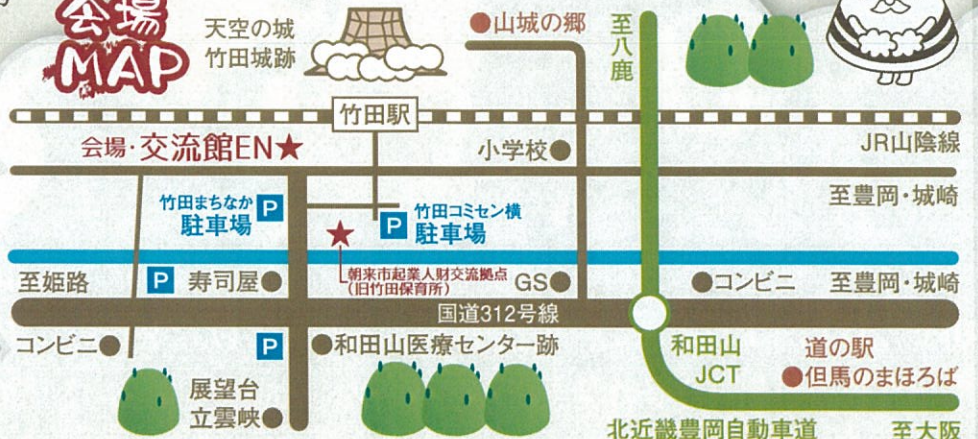 会場
MAP
天空の城
竹田城跡
●山城の郷
至八鹿
竹田駅
JR山陰線
会場・交流館EN★
小学校●
至豊岡・城崎
竹田まちなか
駐車場
P
P
竹田コミセン横
駐車場
★
朝来市起業人財交流拠点
(旧竹田保育所)
至姫路
P
寿司屋●
GS●
●コンビニ
至豊岡・城崎
国道312号線
コンビニ●
P
●和田山医療センター跡
和田山
JCT
道の駅
●但馬のまほろば
展望台
立雲峡●
北近畿豊岡自動車道
至大阪